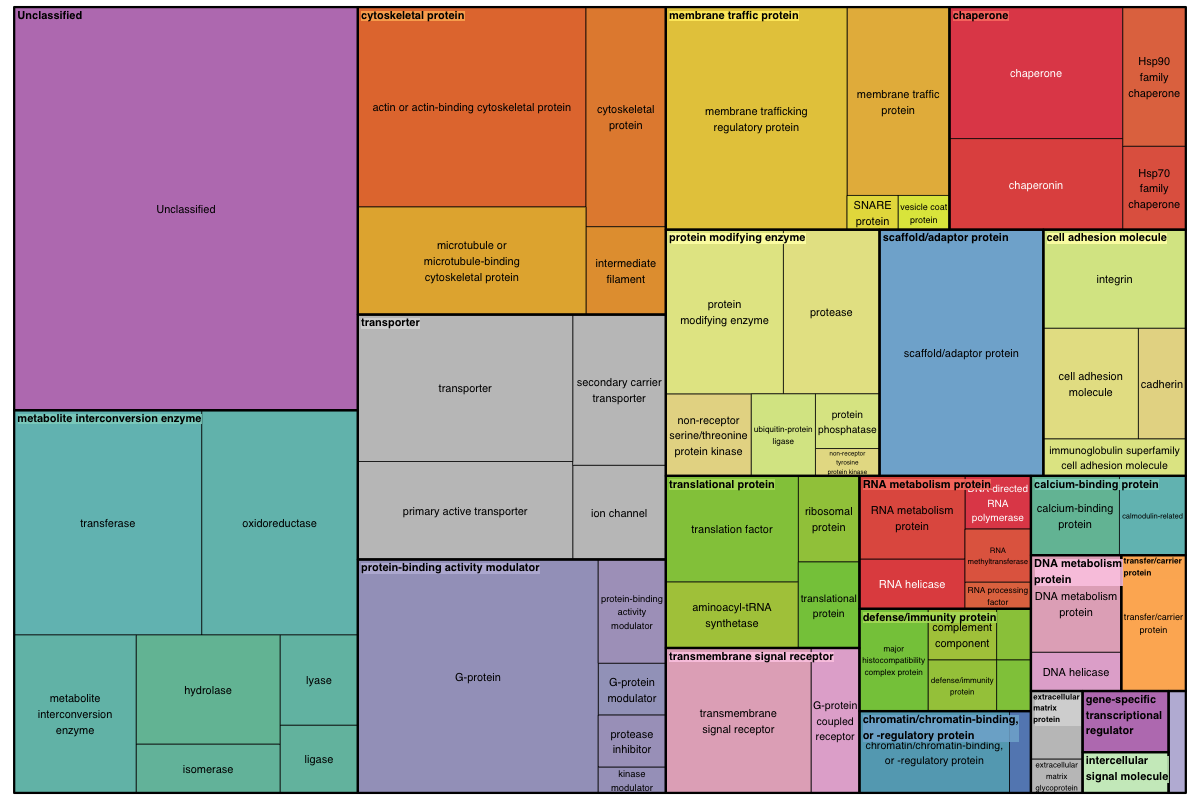 Unclassified
Unclassified
metabolite interconversion enzyme
transferase
oxidoreductase
metabolite
interconversion
enzyme
hydrolase
isomerase
lyase
ligase
cytoskeletal protein
actin or actin-binding cytoskeletal protein
cytoskeletal
protein
microtubule or
microtubule-binding
cytoskeletal protein
intermediate
filament
transporter
transporter
secondary carrier
transporter
primary active transporter
ion channel
protein-binding activity modulator
G-protein
protein-binding
activity
modulator
G-protein
modulator
protease
inhibitor
kinase
modulator
membrane traffic protein
membrane trafficking
regulatory protein
membrane traffic
protein
SNARE
protein
vesicle coat
protein
chaperone
chaperone
chaperonin
Hsp90
family
chaperone
Hsp70
family
chaperone
protein modifying enzyme
protein
modifying enzyme
protease
non-receptor
serine/threonine
protein kinase
ubiquitin-protein
ligase
protein
phosphatase
non-receptor
tyrosine
protein kinase
scaffold/adaptor protein
scaffold/adaptor protein
cell adhesion molecule
integrin
cell adhesion
molecule
cadherin
immunoglobulin superfamily
cell adhesion molecule
translational protein
translation factor
ribosomal
protein
aminoacyl-tRNA
synthetase
translational
protein
transmembrane signal receptor
transmembrane
signal receptor
G-protein
coupled
receptor
RNA metabolism protein
RNA metabolism
protein
DNA-directed
RNA
polymerase
RNA
methyltransferase
RNA helicase
RNA processing
factor
defense/immunity protein
major
histocompatibility
complex protein
complement
component
defense/immunity
protein
chromatin/chromatin-binding,
or -regulatory protein
chromatin/chromatin-binding,
or -regulatory protein
calcium-binding protein
calcium-binding
protein
calmodulin-related
DNA metabolism
protein
DNA metabolism
protein
DNA helicase
transfer/carrier
protein
transfer/carrier
protein
extracellular
matrix
protein
extracellular
matrix
glycoprotein
gene-specific
transcriptional
regulator
intercellular
signal molecule